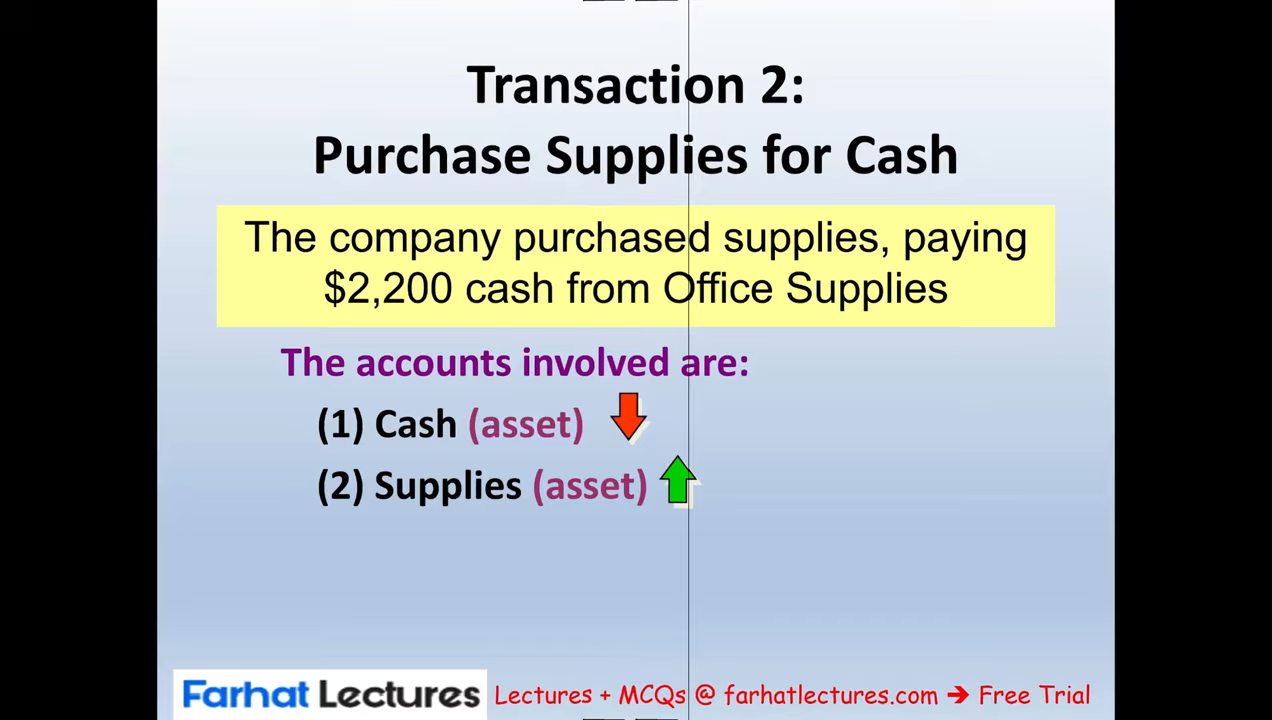 Transaction 2:
Purchase Supplies for Cash
The company purchased supplies, paying
$2,200 cash from Office Supplies
The accounts involved are:
(1) Cash (asset)
(2) Supplies (asset)
Farhat Lectures Lectures + MCQs @ farhatlectures.com ➔ Free Trial